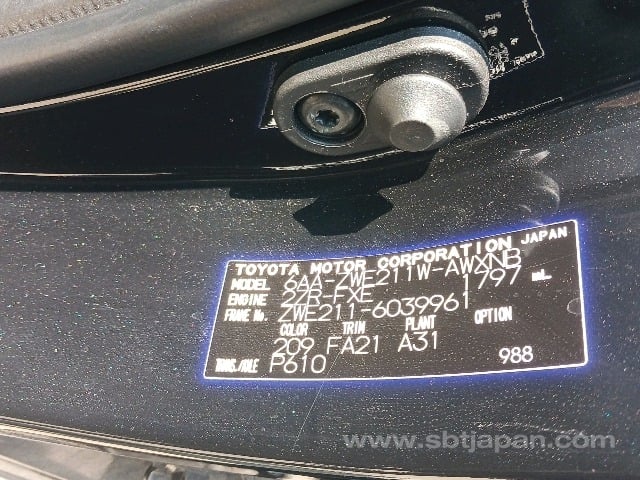 TOYOTA MOTOR CORPORATION JAPAN
MODEL 6AA-ZWE211W-AWXNB
ENGINE 2ZR-FXE 1797 mL
FRAME No. ZWE211-6039961
COLOR TRIM PLANT OPTION
209 FA21 A31
TRANS./AXLE P610 988
www.sbtjapan.com